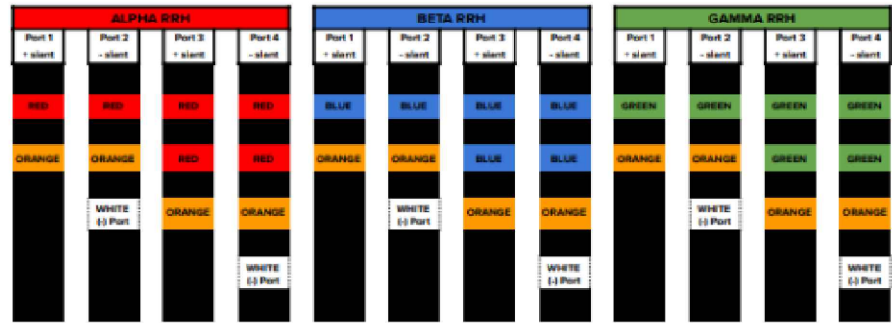 ALPHA RRH BETA RRH GAMMA RRH
Port 1 Port 2 Port 3 Port 4 Port 1 Port 2 Port 3 Port 4 Port 1 Port 2 Port 3 Port 4
+ slant - slant + slant - slant + slant - slant + slant - slant + slant - slant + slant - slant
RED RED RED RED BLUE BLUE BLUE BLUE GREEN GREEN GREEN GREEN
ORANGE ORANGE RED RED ORANGE ORANGE BLUE BLUE ORANGE ORANGE GREEN GREEN
WHITE ORANGE ORANGE WHITE ORANGE ORANGE WHITE ORANGE ORANGE
(-) Port (-) Port (-) Port
WHITE WHITE WHITE
(-) Port (-) Port (-) Port